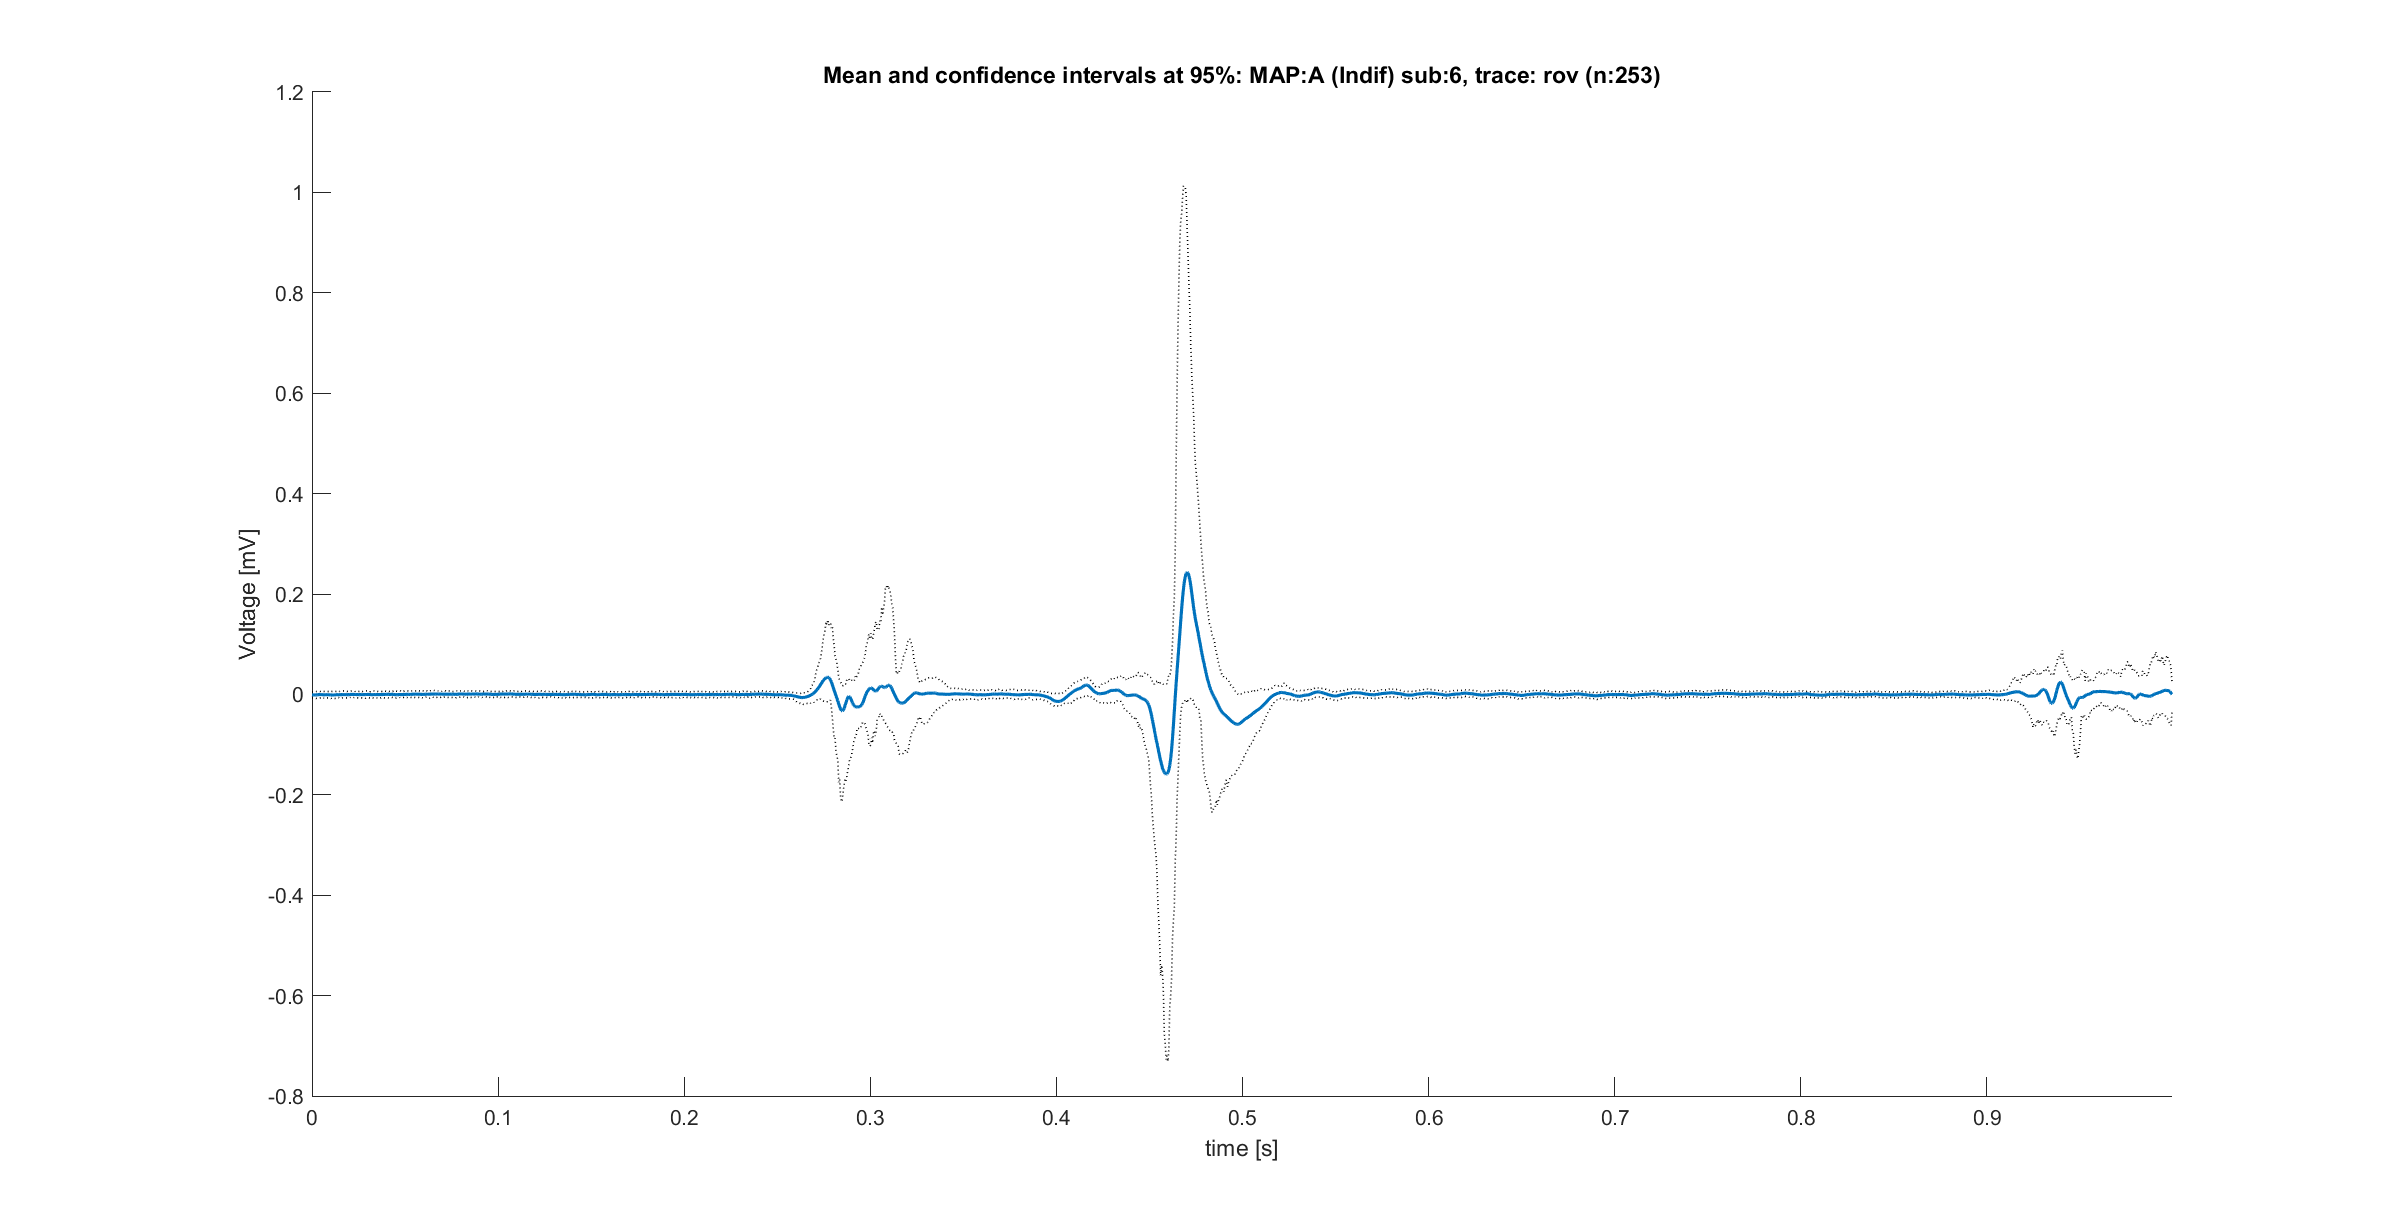 Mean and confidence intervals at 95%: MAP:A (Indif) sub:6, trace: rov (n:253)
1.2
1
0.8
0.6
0.4
0.2
0
-0.2
-0.4
-0.6
-0.8
Voltage [mV]
0 0.1 0.2 0.3 0.4 0.5 0.6 0.7 0.8 0.9
time [s]